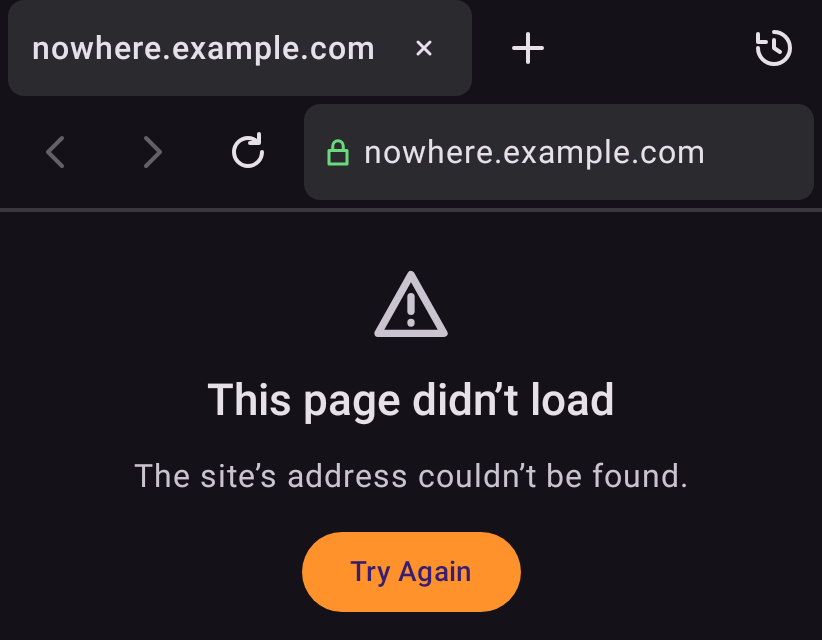 nowhere.example.com
nowhere.example.com
This page didn’t load
The site’s address couldn’t be found.
Try Again